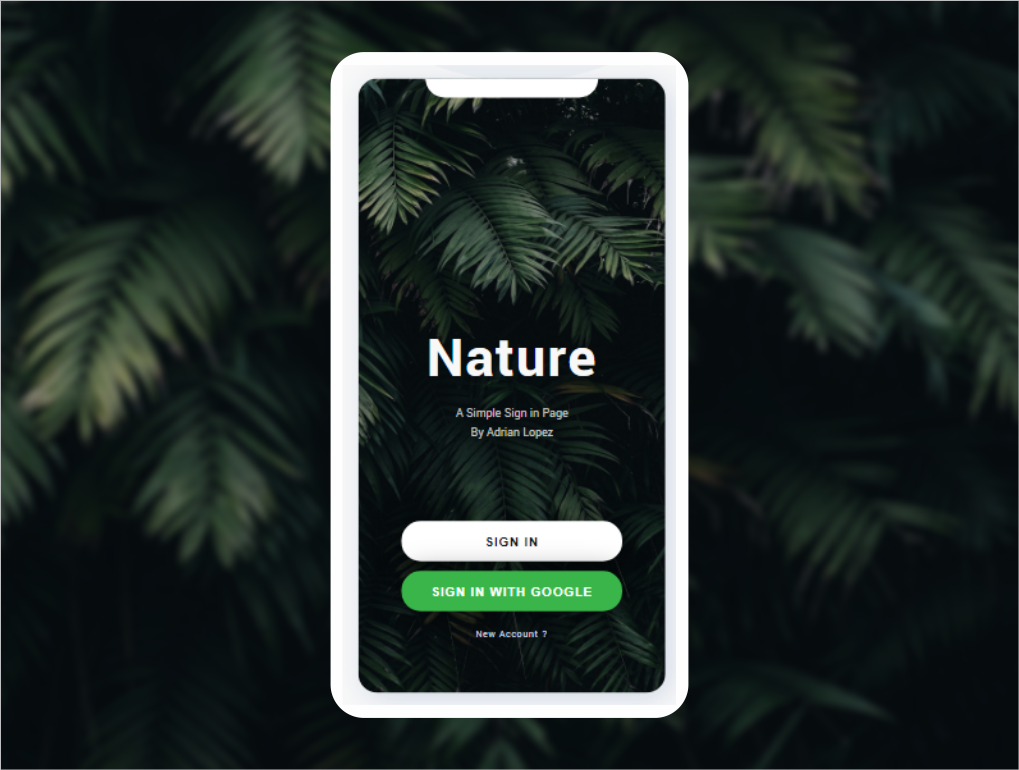 Nature
A Simple Sign in Page
By Adrian Lopez
SIGN IN
SIGN IN WITH GOOGLE
New Account ?